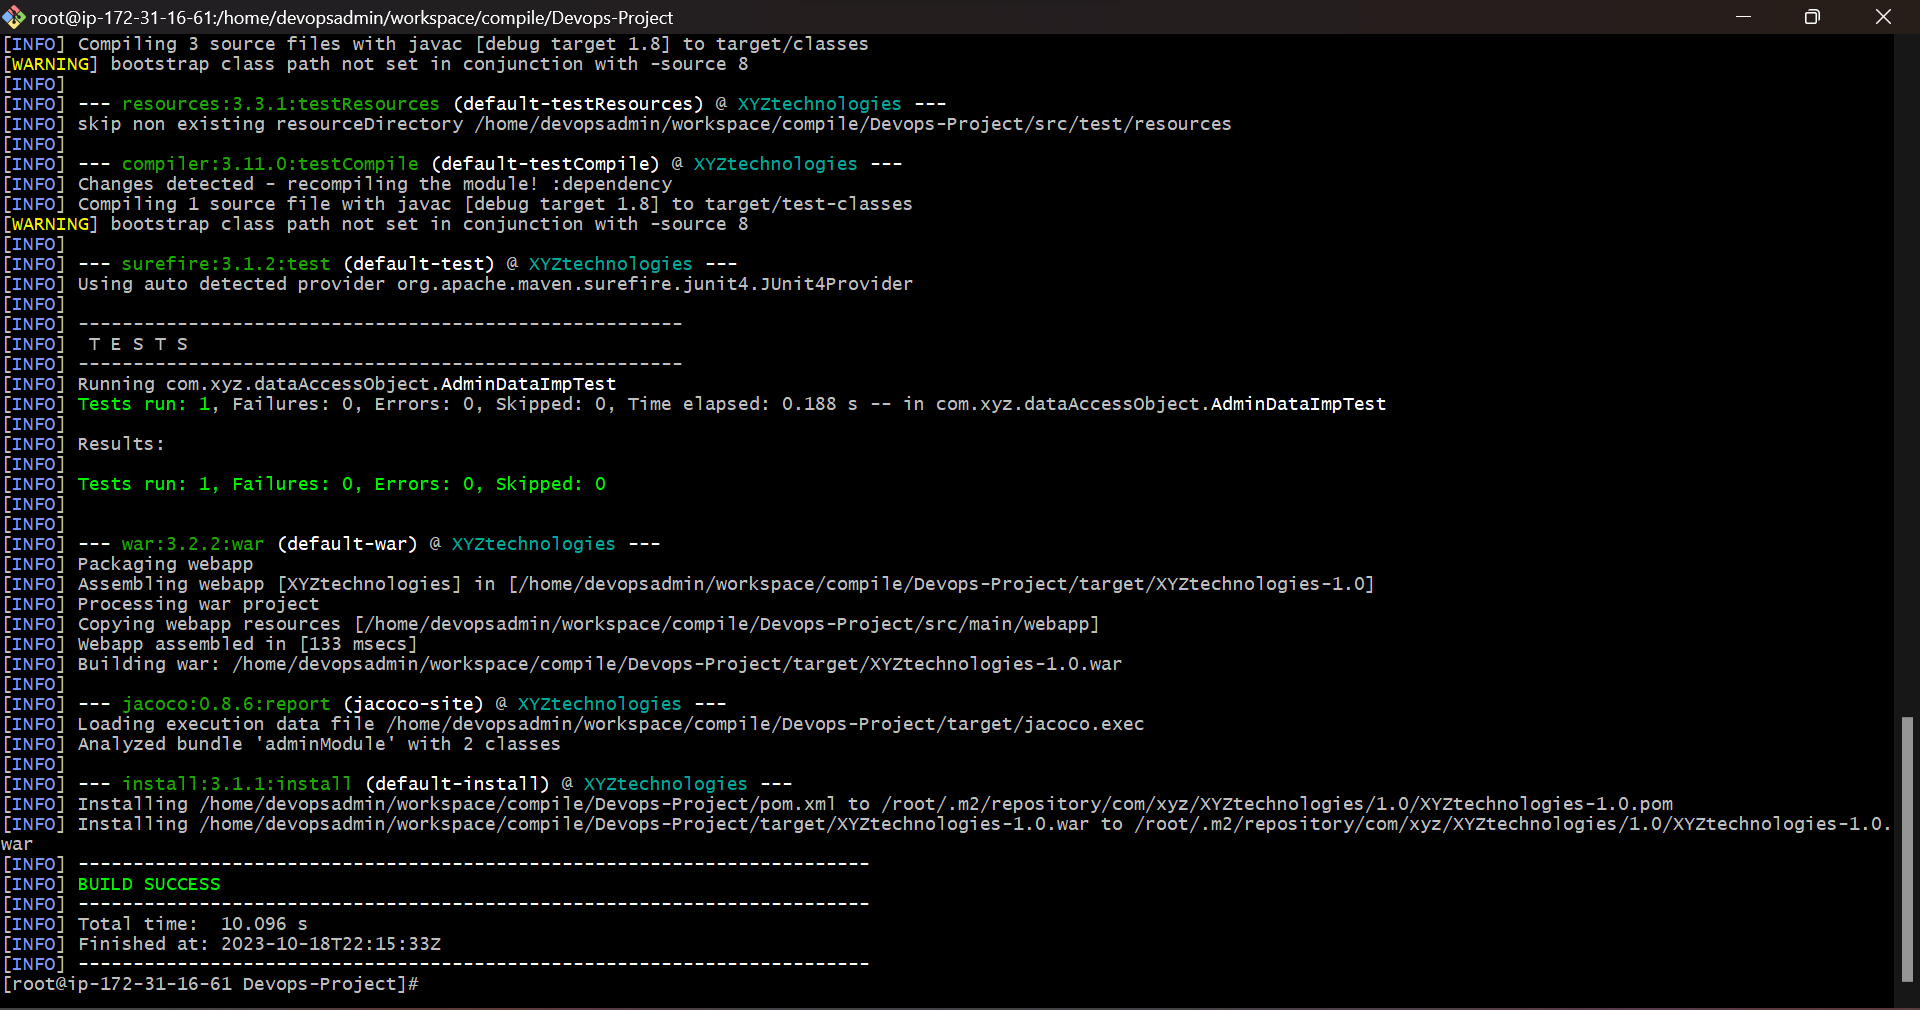 root@ip-172-31-16-61:/home/devopsadmin/workspace/compile/Devops-Project
[INFO] Compiling 3 source files with javac [debug target 1.8] to target/classes
[WARNING] bootstrap class path not set in conjunction with -source 8
[INFO]
[INFO] --- resources:3.3.1:testResources (default-testResources) @ XYZtechnologies ---
[INFO] skip non existing resourceDirectory /home/devopsadmin/workspace/compile/Devops-Project/src/test/resources
[INFO]
[INFO] --- compiler:3.11.0:testCompile (default-testCompile) @ XYZtechnologies ---
[INFO] Changes detected - recompiling the module! :dependency
[INFO] Compiling 1 source file with javac [debug target 1.8] to target/test-classes
[WARNING] bootstrap class path not set in conjunction with -source 8
[INFO]
[INFO] --- surefire:3.1.2:test (default-test) @ XYZtechnologies ---
[INFO] Using auto detected provider org.apache.maven.surefire.junit4.JUnit4Provider
[INFO]
[INFO] -------------------------------------------------------
[INFO]  T E S T S
[INFO] -------------------------------------------------------
[INFO] Running com.xyz.dataAccessObject.AdminDataImpTest
[INFO] Tests run: 1, Failures: 0, Errors: 0, Skipped: 0, Time elapsed: 0.188 s -- in com.xyz.dataAccessObject.AdminDataImpTest
[INFO]
[INFO] Results:
[INFO]
[INFO] Tests run: 1, Failures: 0, Errors: 0, Skipped: 0
[INFO]
[INFO]
[INFO] --- war:3.2.2:war (default-war) @ XYZtechnologies ---
[INFO] Packaging webapp
[INFO] Assembling webapp [XYZtechnologies] in [/home/devopsadmin/workspace/compile/Devops-Project/target/XYZtechnologies-1.0]
[INFO] Processing war project
[INFO] Copying webapp resources [/home/devopsadmin/workspace/compile/Devops-Project/src/main/webapp]
[INFO] Webapp assembled in [133 msecs]
[INFO] Building war: /home/devopsadmin/workspace/compile/Devops-Project/target/XYZtechnologies-1.0.war
[INFO]
[INFO] --- jacoco:0.8.6:report (jacoco-site) @ XYZtechnologies ---
[INFO] Loading execution data file /home/devopsadmin/workspace/compile/Devops-Project/target/jacoco.exec
[INFO] Analyzed bundle 'adminModule' with 2 classes
[INFO]
[INFO] --- install:3.1.1:install (default-install) @ XYZtechnologies ---
[INFO] Installing /home/devopsadmin/workspace/compile/Devops-Project/pom.xml to /root/.m2/repository/com/xyz/XYZtechnologies/1.0/XYZtechnologies-1.0.pom
[INFO] Installing /home/devopsadmin/workspace/compile/Devops-Project/target/XYZtechnologies-1.0.war to /root/.m2/repository/com/xyz/XYZtechnologies/1.0/XYZtechnologies-1.0.
war
[INFO] ------------------------------------------------------------------------
[INFO] BUILD SUCCESS
[INFO] ------------------------------------------------------------------------
[INFO] Total time:  10.096 s
[INFO] Finished at: 2023-10-18T22:15:33Z
[INFO] ------------------------------------------------------------------------
[root@ip-172-31-16-61 Devops-Project]#